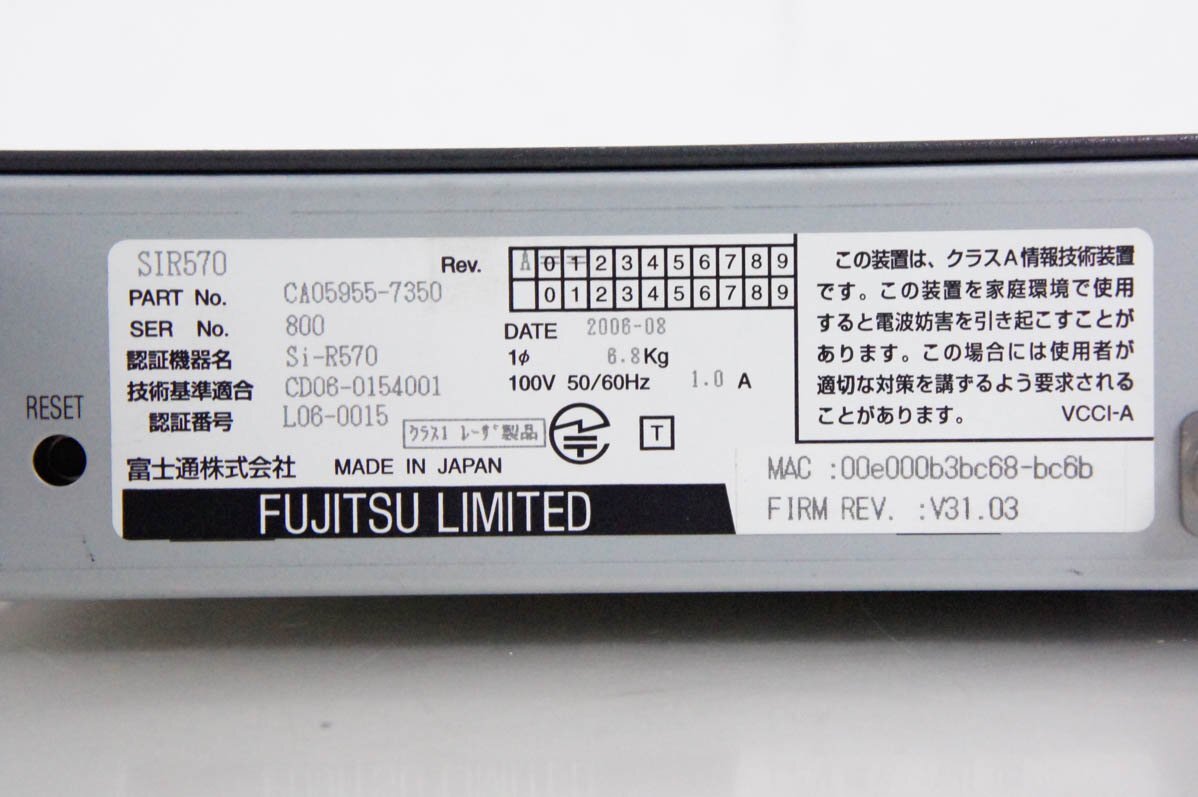 RESET
SIR570
PART No. CA05955-7350
SER No. 800
認証機器名 Si-R570
技術基準適合 CD06-0154001
認証番号 L06-0015
クラス1 レーザ製品
富士通株式会社 MADE IN JAPAN
FUJITSU LIMITED
Rev. A 0 1 2 3 4 5 6 7 8 9
0 1 2 3 4 5 6 7 8 9
DATE 2006-08
1φ 6.8Kg
100V 50/60Hz 1.0 A
T
この装置は、クラスA情報技術装置
です。この装置を家庭環境で使用
すると電波妨害を引き起こすことが
あります。この場合には使用者が
適切な対策を講ずるよう要求される
ことがあります。 VCCI-A
MAC :00e000b3bc68-bc6b
FIRM REV. :V31.03